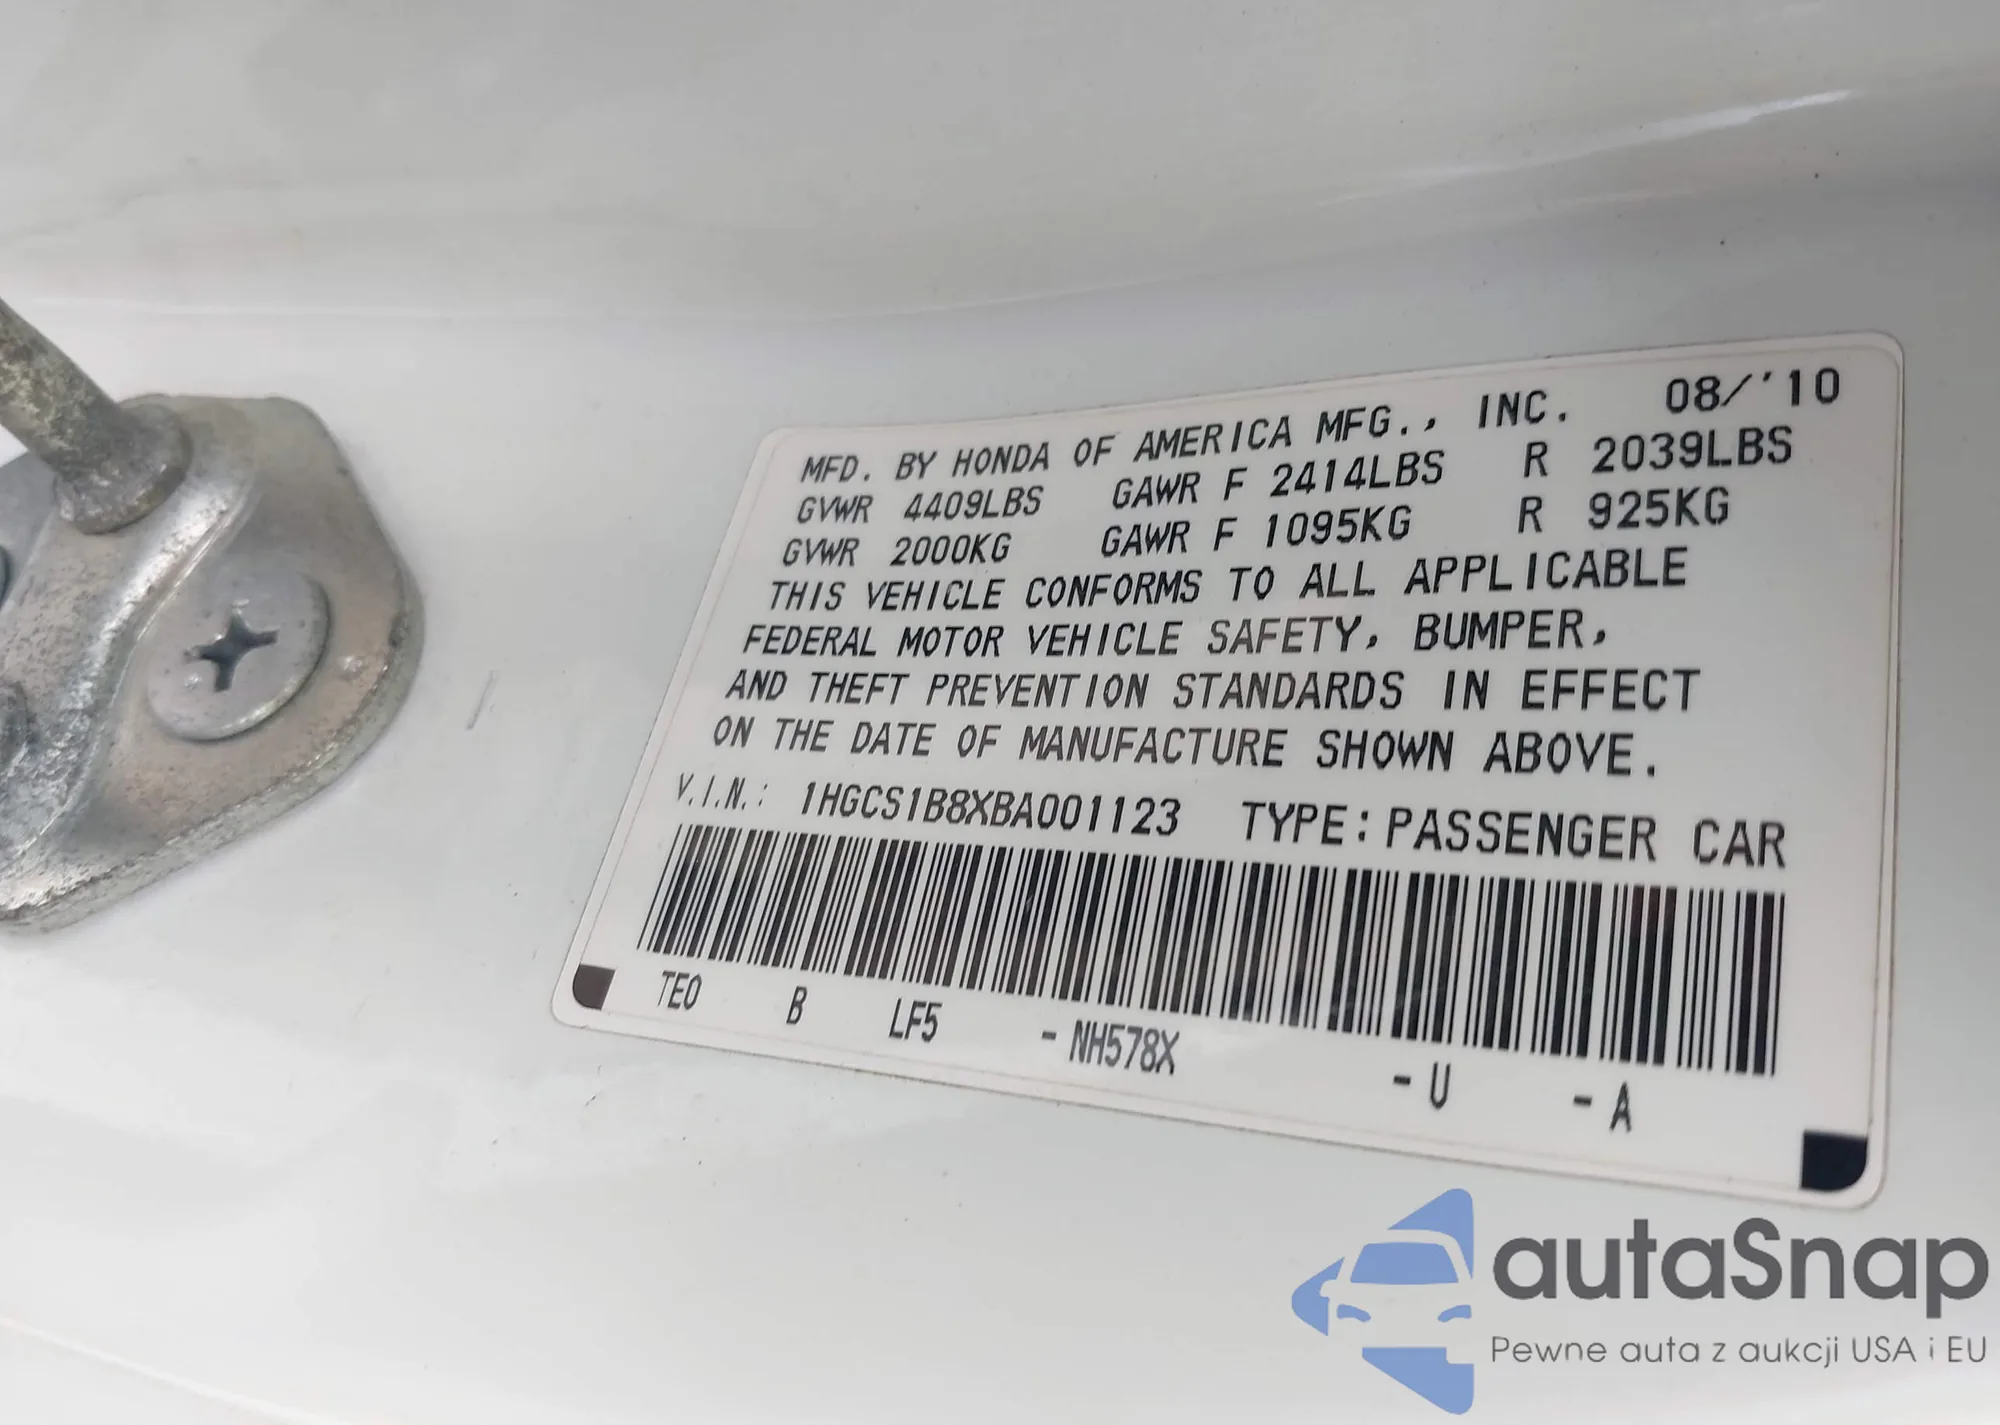 MFD. BY HONDA OF AMERICA MFG., INC. 08/'10
GVWR 4409LBS GAWR F 2414LBS R 2039LBS
GVWR 2000KG GAWR F 1095KG R 925KG
THIS VEHICLE CONFORMS TO ALL APPLICABLE
FEDERAL MOTOR VEHICLE SAFETY, BUMPER,
AND THEFT PREVENTION STANDARDS IN EFFECT
ON THE DATE OF MANUFACTURE SHOWN ABOVE.
V.I.N.: 1HGCS1B8XBA001123 TYPE: PASSENGER CAR
TE0 B LF5 -NH578X -U -A
autaSnap
Pewne auta z aukcji USA i EU